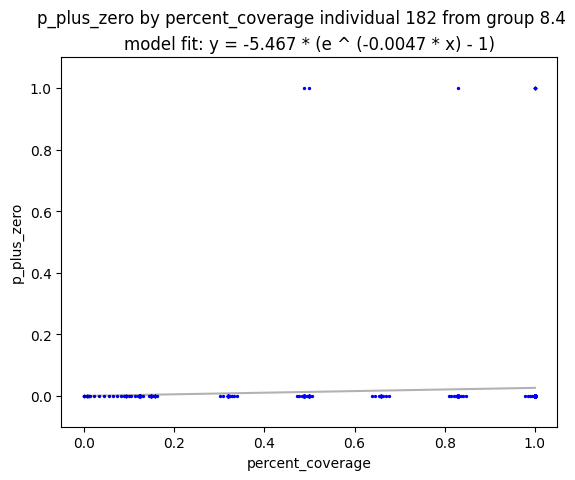 p_plus_zero by percent_coverage individual 182 from group 8.4
model fit: y = -5.467 * (e ^ (-0.0047 * x) - 1)
1.0
0.8
0.6
0.4
0.2
0.0
p_plus_zero
0.0 0.2 0.4 0.6 0.8 1.0
percent_coverage